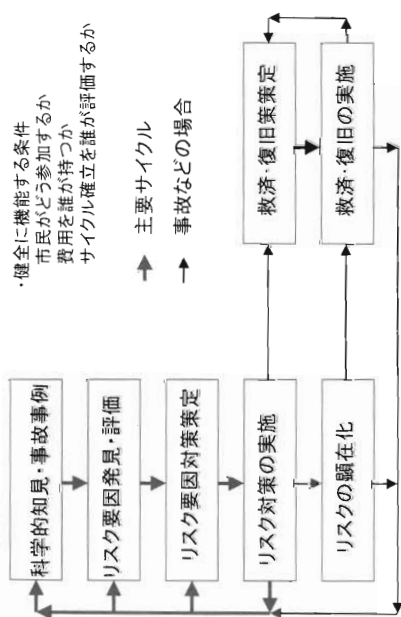 科学的知見・事故事例
リスク要因発見・評価
リスク要因対策策定
リスク対策の実施
リスクの顕在化
・健全に機能する条件
市民がどう参加するか
費用を誰が持つか
サイクル確立を誰が評価するか
主要サイクル
事故などの場合
救済・復旧策策定
救済・復旧の実施